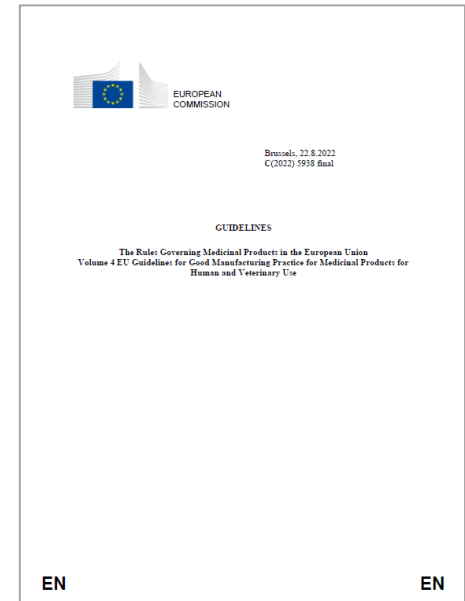 EUROPEAN
COMMISSION
Brussels, 22.8.2022
C(2022) 5938 final
GUIDELINES
The Rules Governing Medicinal Products in the European Union
Volume 4 EU Guidelines for Good Manufacturing Practice for Medicinal Products for
Human and Veterinary Use
EN
EN